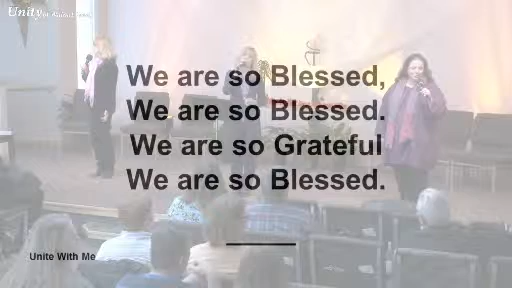 Unity
We are so Blessed,
We are so Blessed.
We are so Grateful
We are so Blessed.
Unite With Me